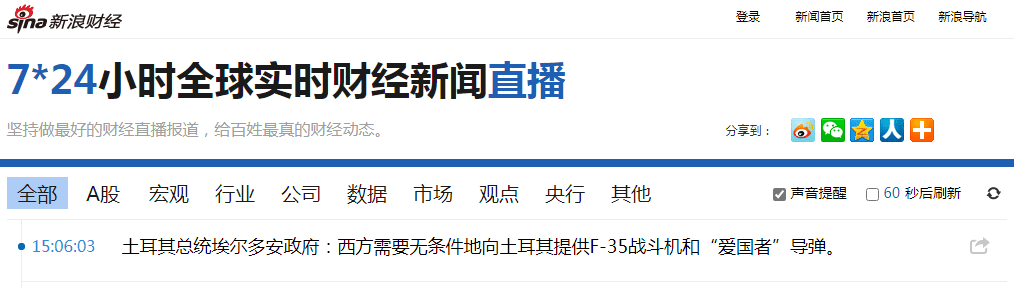 sina 新浪财经
登录 新闻首页 新浪首页 新浪导航
7*24小时全球实时财经新闻直播
坚持做最好的财经直播报道，给百姓最真的财经动态。
分享到：
全部 A股 宏观 行业 公司 数据 市场 观点 央行 其他 声音提醒 60 秒后刷新
15:06:03 土耳其总统埃尔多安政府：西方需要无条件地向土耳其提供F-35战斗机和“爱国者”导弹。